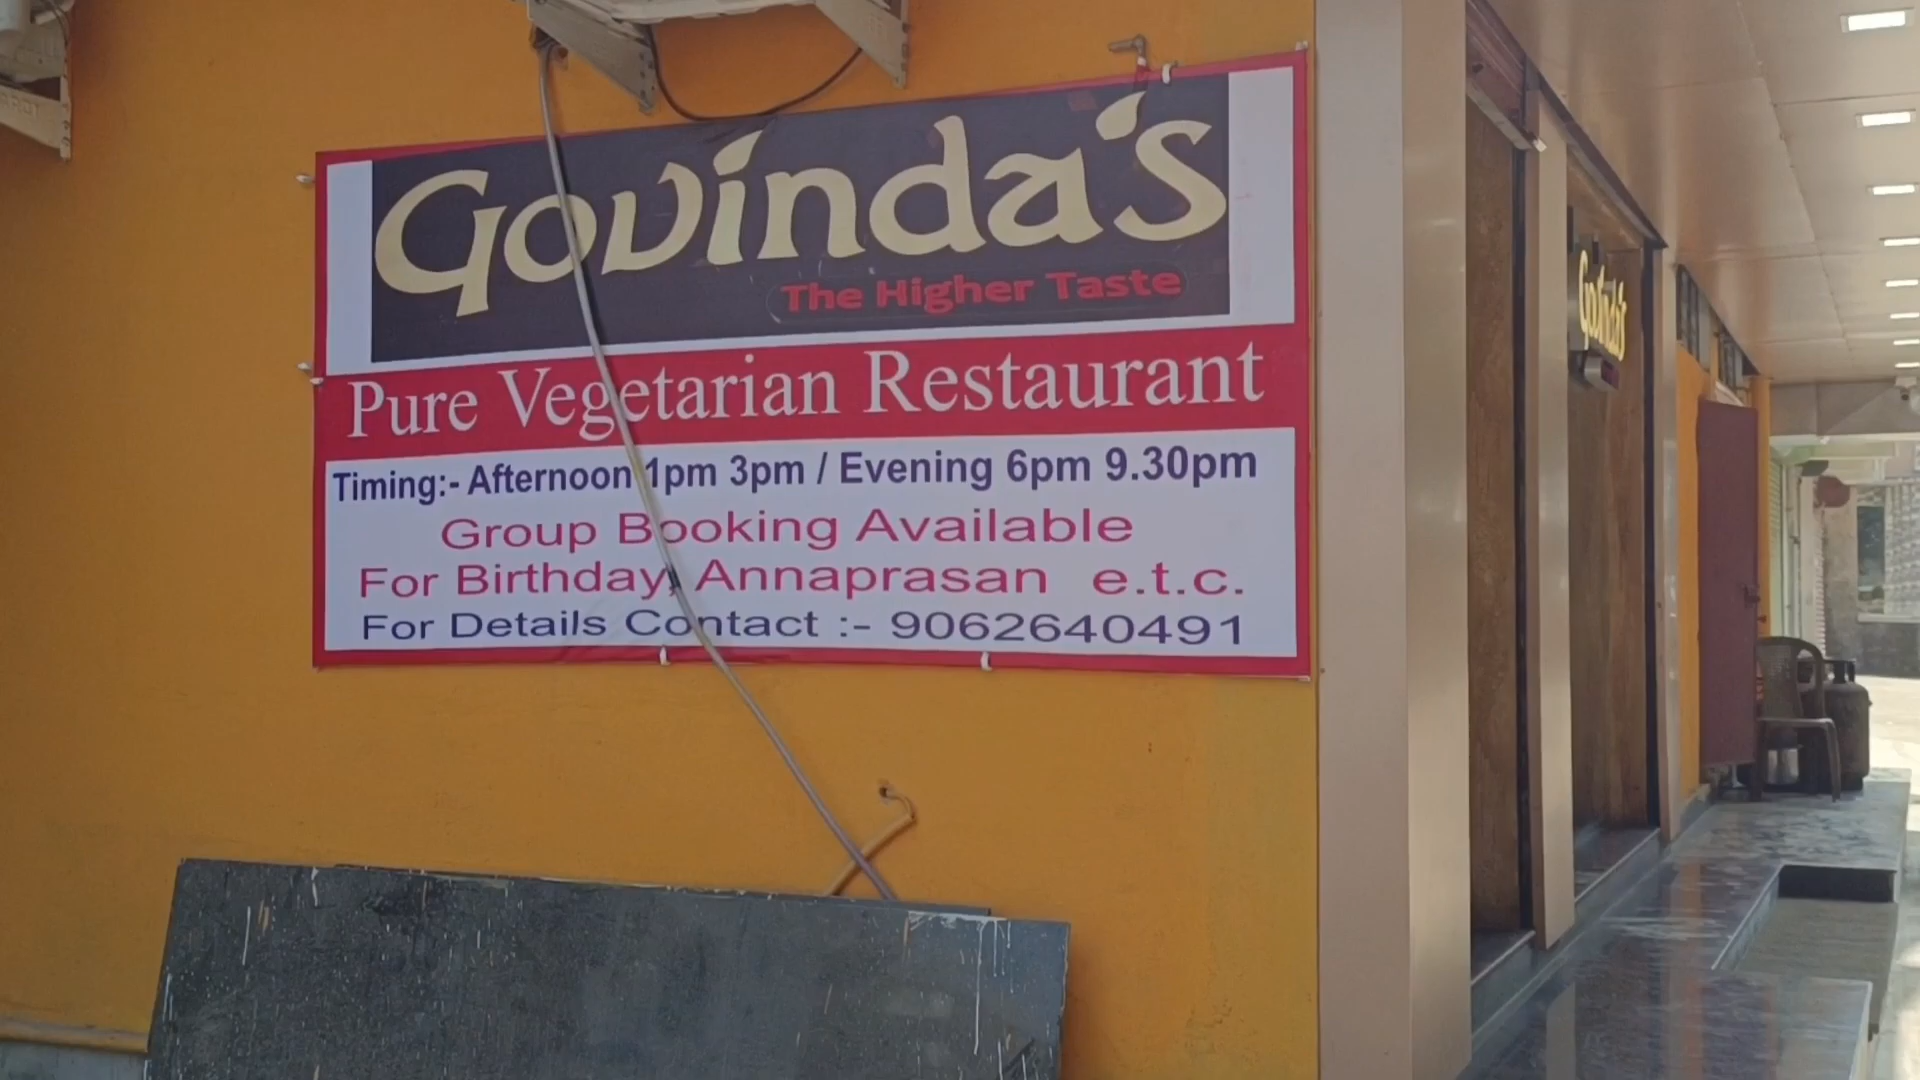 Govinda's
The Higher Taste
Pure Vegetarian Restaurant
Timing:- Afternoon 1pm 3pm / Evening 6pm 9.30pm
Group Booking Available
For Birthday, Annaprasan e.t.c.
For Details Contact :- 9062640491
Govinda's